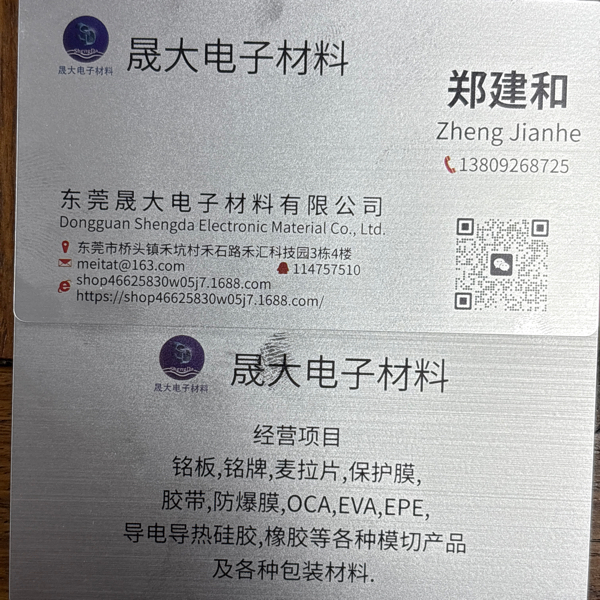 晟大电子材料
晟大电子材料
郑建和
Zheng Jianhe
13809268725
东莞晟大电子材料有限公司
Dongguan Shengda Electronic Material Co., Ltd.
东莞市桥头镇禾坑村禾石路禾汇科技园3栋4楼
meitat@163.com 114757510
shop46625830w05j7.1688.com
https://shop46625830w05j7.1688.com/
晟大电子材料
晟大电子材料
经营项目
铭板,铭牌,麦拉片,保护膜,
胶带,防爆膜,OCA,EVA,EPE,
导电导热硅胶,橡胶等各种模切产品
及各种包装材料.